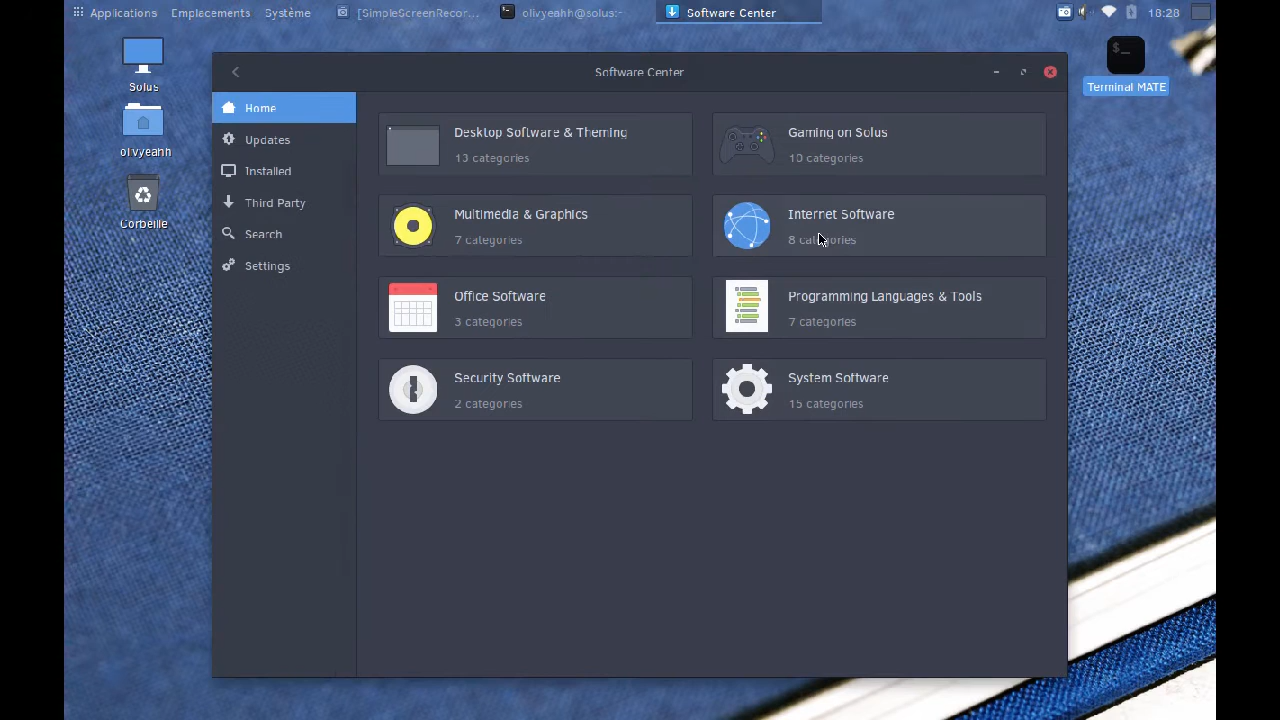 Applications Emplacements Système [SimpleScreenRecor... olivyeahh@solus:~ Software Center 18:28
Solus
olivyeahh
Corbeille
$_
Terminal MATE
Software Center
Home
Updates
Installed
Third Party
Search
Settings
Desktop Software & Theming
13 categories
Gaming on Solus
10 categories
Multimedia & Graphics
7 categories
Internet Software
8 categories
Office Software
3 categories
Programming Languages & Tools
7 categories
Security Software
2 categories
System Software
15 categories